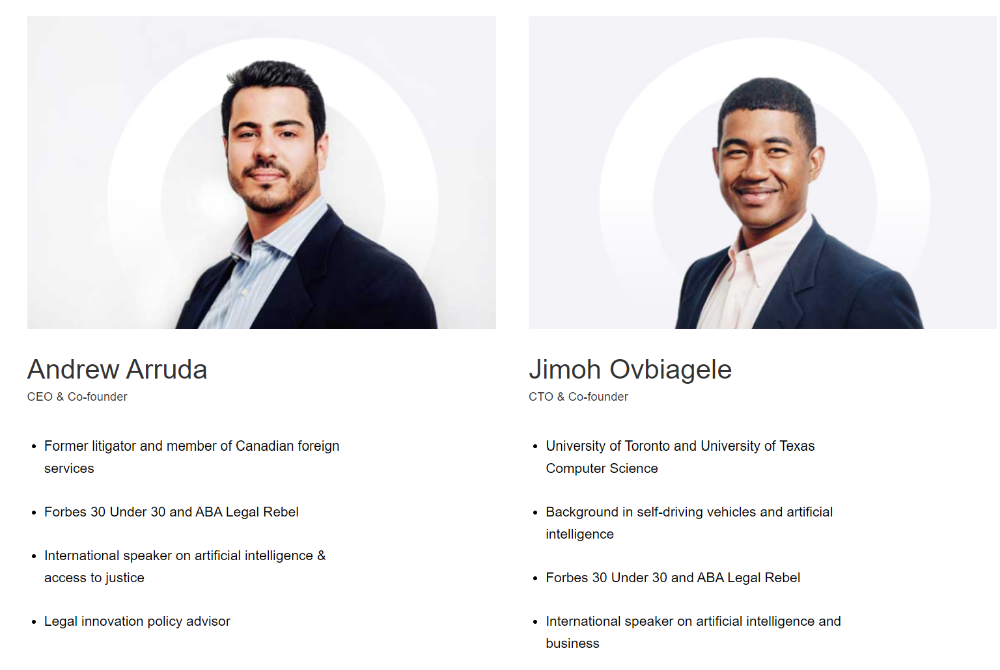 Andrew Arruda
CEO & Co-founder
Former litigator and member of Canadian foreign
services
Forbes 30 Under 30 and ABA Legal Rebel
International speaker on artificial intelligence &
access to justice
Legal innovation policy advisor
Jimoh Ovbiagele
CTO & Co-founder
University of Toronto and University of Texas
Computer Science
Background in self-driving vehicles and artificial
intelligence
Forbes 30 Under 30 and ABA Legal Rebel
International speaker on artificial intelligence and
business